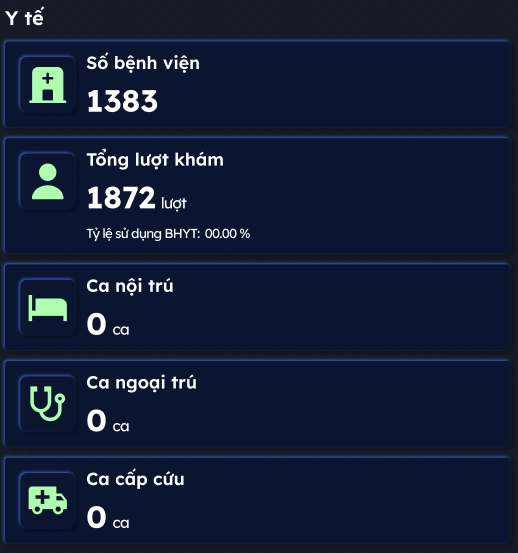 Y tế
Số bệnh viện
1383
Tổng lượt khám
1872 lượt
Tỷ lệ sử dụng BHYT: 00.00 %
Ca nội trú
0 ca
Ca ngoại trú
0 ca
Ca cấp cứu
0 ca